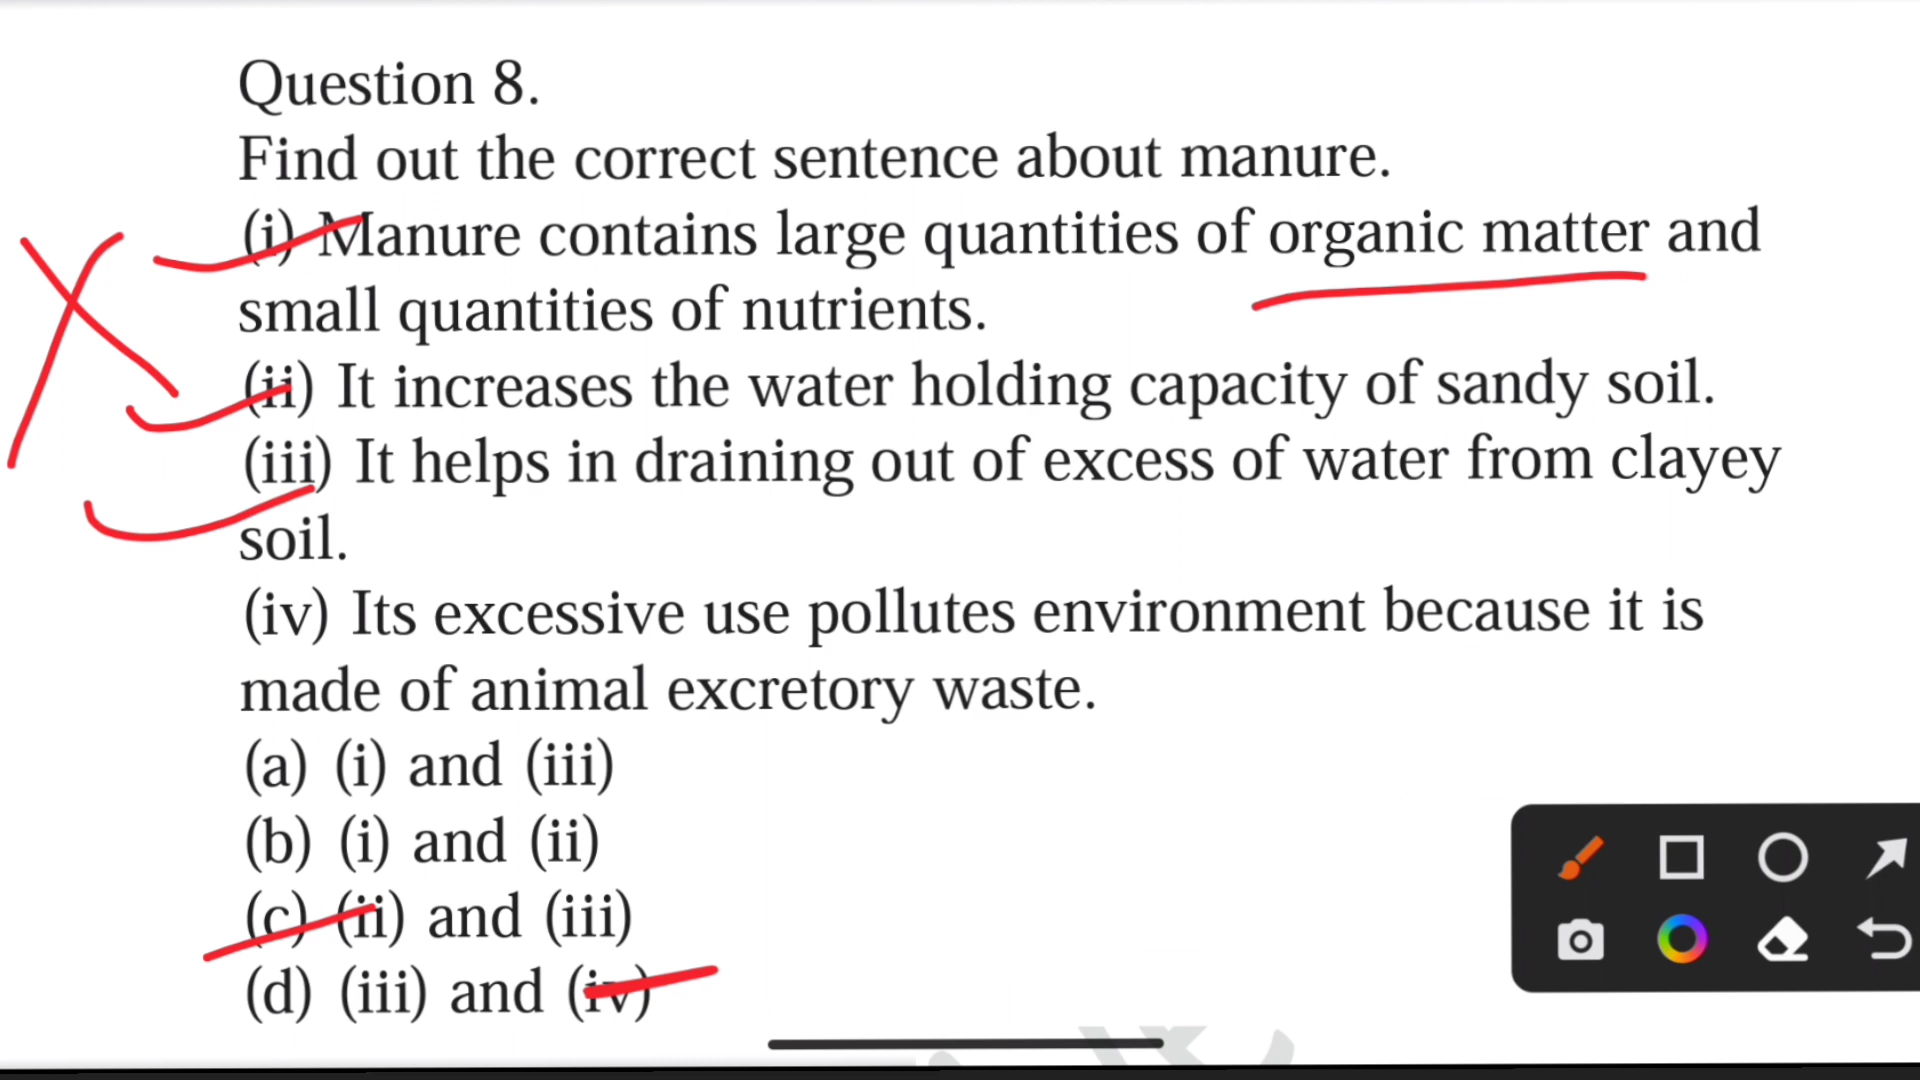 Question 8.
Find out the correct sentence about manure.
(i) Manure contains large quantities of organic matter and
small quantities of nutrients.
(ii) It increases the water holding capacity of sandy soil.
(iii) It helps in draining out of excess of water from clayey
soil.
(iv) Its excessive use pollutes environment because it is
made of animal excretory waste.
(a) (i) and (iii)
(b) (i) and (ii)
(c) (ii) and (iii)
(d) (iii) and (iv)